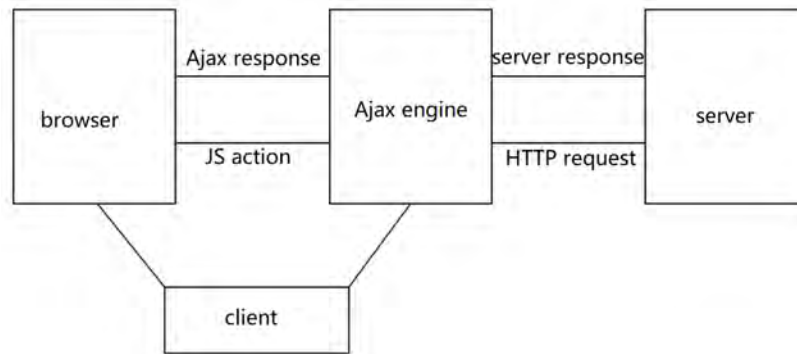 Ajax response
server response
browser
Ajax engine
server
JS action
HTTP request
client